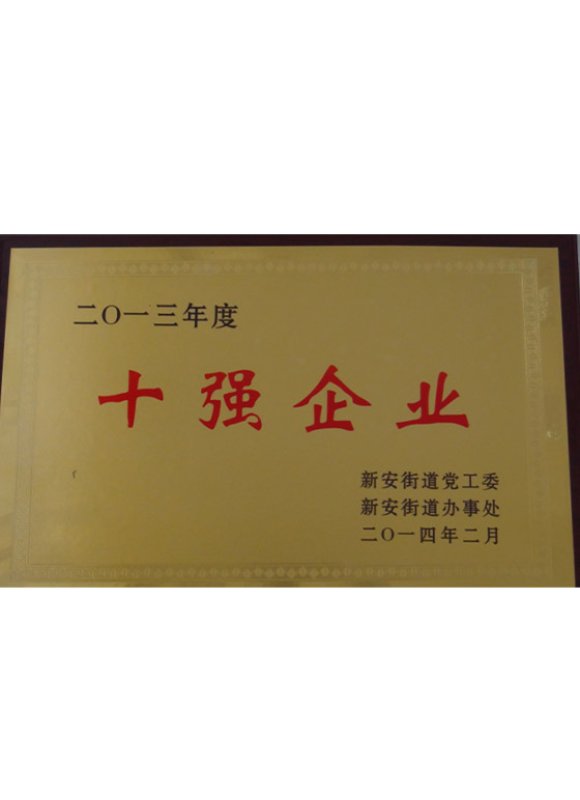 二〇一三年度
十强企业
新安街道党工委
新安街道办事处
二〇一四年二月